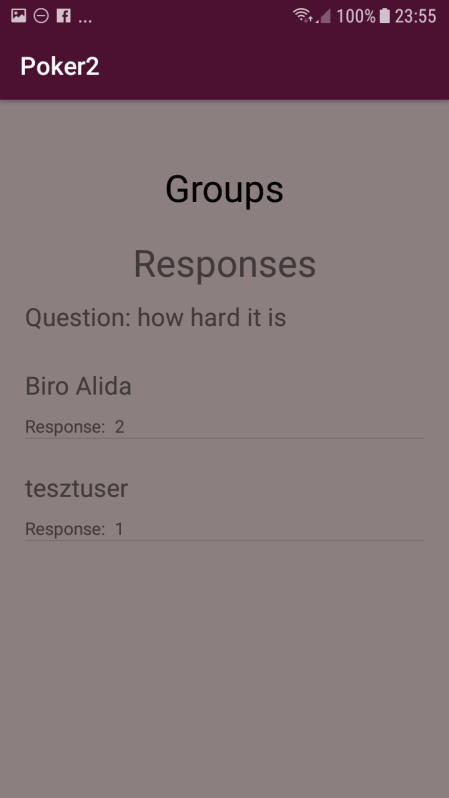 ... 100% 23:55
Poker2
Groups
Responses
Question: how hard it is
Biro Alida
Response: 2
tesztuser
Response: 1